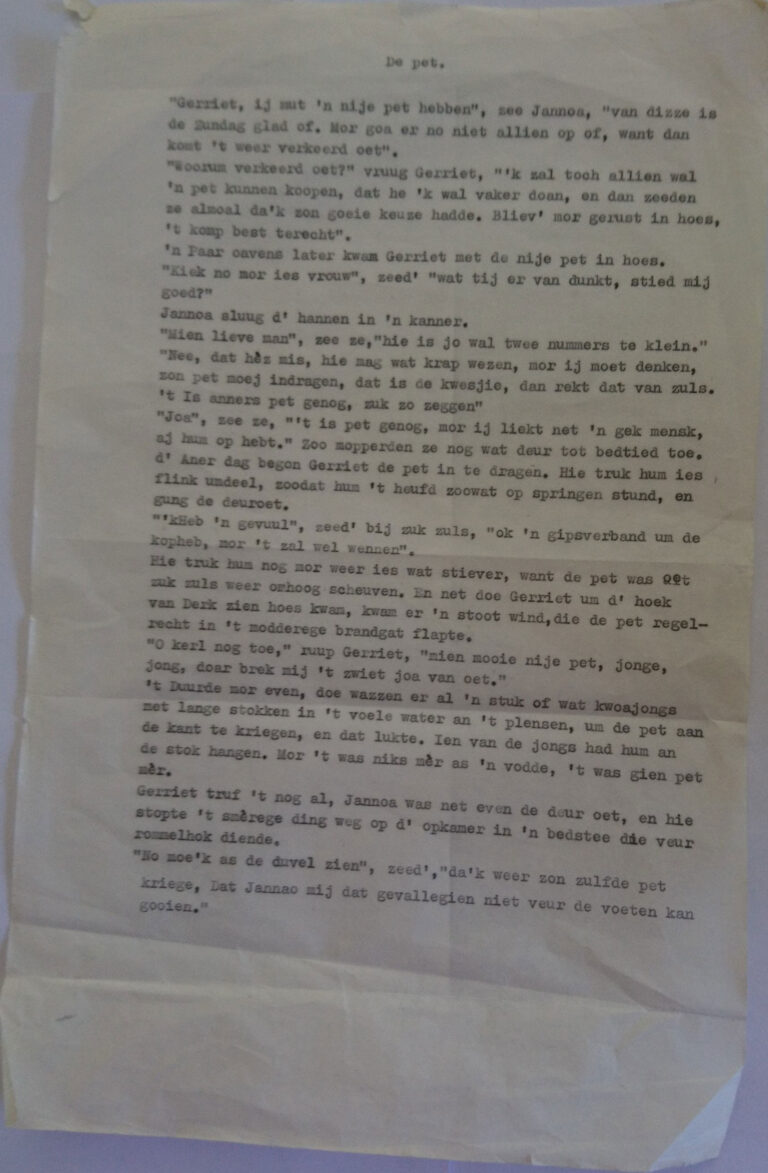 De pet.
"Gerriet, ij mut 'n nije pet hebben", zee Jannoa, "van dizze is
de Zundag glad of. Mor goa er no niet allien op of, want dan
komt 't weer verkeerd oet".
"Woorum verkeerd oet?" vruug Gerriet, "'k zal toch allien wal
'n pet kunnen koopen, dat he 'k wal vaker doan, en dan zeeden
ze almoal da'k zon goeie keuze hadde. Bliev' mor gerust in hoes,
't komp best terecht".
'n Paar oavens later kwam Gerriet met de nije pet in hoes.
"Kiek no mor ies vrouw", zeed' "wat tij er van dunkt, stied mij
goed?"
Jannoa sluug d' hannen in 'n kanner.
"Mien lieve man", zee ze,"hie is jo wal twee nummers te klein."
"Nee, dat hèz mis, hie mag wat krap wezen, mor ij moet denken,
zon pet moej indragen, dat is de kwesjie, dan rekt dat van zuls.
't Is anners pet genog, zuk zo zeggen"
"Joa", zee ze, "'t is pet genog, mor ij liekt net 'n gek mensk,
aj hum op hebt." Zoo mopperden ze nog wat deur tot bedtied toe.
d' Aner dag begon Gerriet de pet in te dragen. Hie truk hum ies
flink umdeel, zoodat hum 't heufd zoowat op springen stund, en
gung de deuroet.
"'kHeb 'n gevuul", zeed' bij zuk zuls, "ok 'n gipsverband um de
kopheb, mor 't zal wel wennen".
Hie truk hum nog mor weer ies wat stiever, want de pet was
zuk zuls weer omhoog scheuven. En net doe Gerriet um d' hoek
van Derk zien hoes kwam, kwam er 'n stoot wind,die de pet regel-
recht in 't modderege brandgat flapte.
"O kerl nog toe," ruup Gerriet, "mien mooie nije pet, jonge,
jong, doar brek mij 't zwiet joa van oet."
't Duurde mor even, doe wazzen er al 'n stuk of wat kwoajongs
met lange stokken in 't voele water an 't plensen, um de pet aan
de kant te kriegen, en dat lukte. Ien van de jongs had hum an
de stok hangen. Mor 't was niks mèr as 'n vodde, 't was gien pet
mèr.
Gerriet truf 't nog al, Jannoa was net even de deur oet, en hie
stopte 't smèrege ding weg op d' opkamer in 'n bedstee die veur
rommelhok diende.
"No moe'k as de duvel zien", zeed',"da'k weer zon zulfde pet
kriege, Dat Jannao mij dat gevallegien niet veur de voeten kan
gooien."